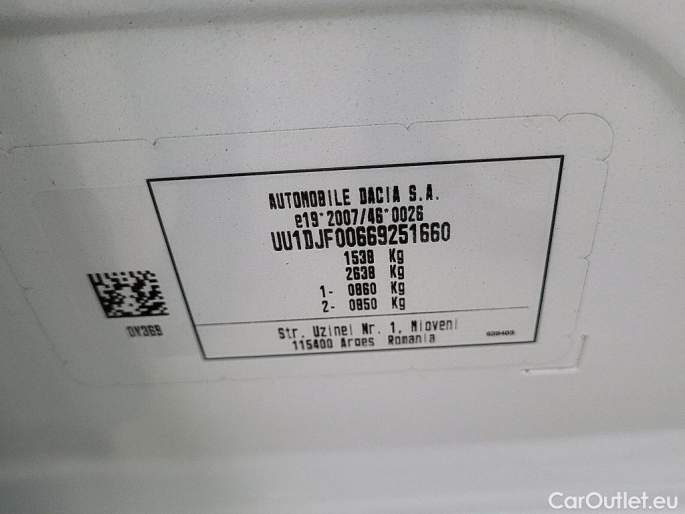 AUTOMOBILE DACIA S.A.
e19*2007/46*0026
UU1DJF00669251660
1538 Kg
2638 Kg
1- 0860 Kg
2- 0850 Kg
DV369
Str. Uzinei Nr. 1, Mioveni
115400 Arges Romania
CarOutlet.eu